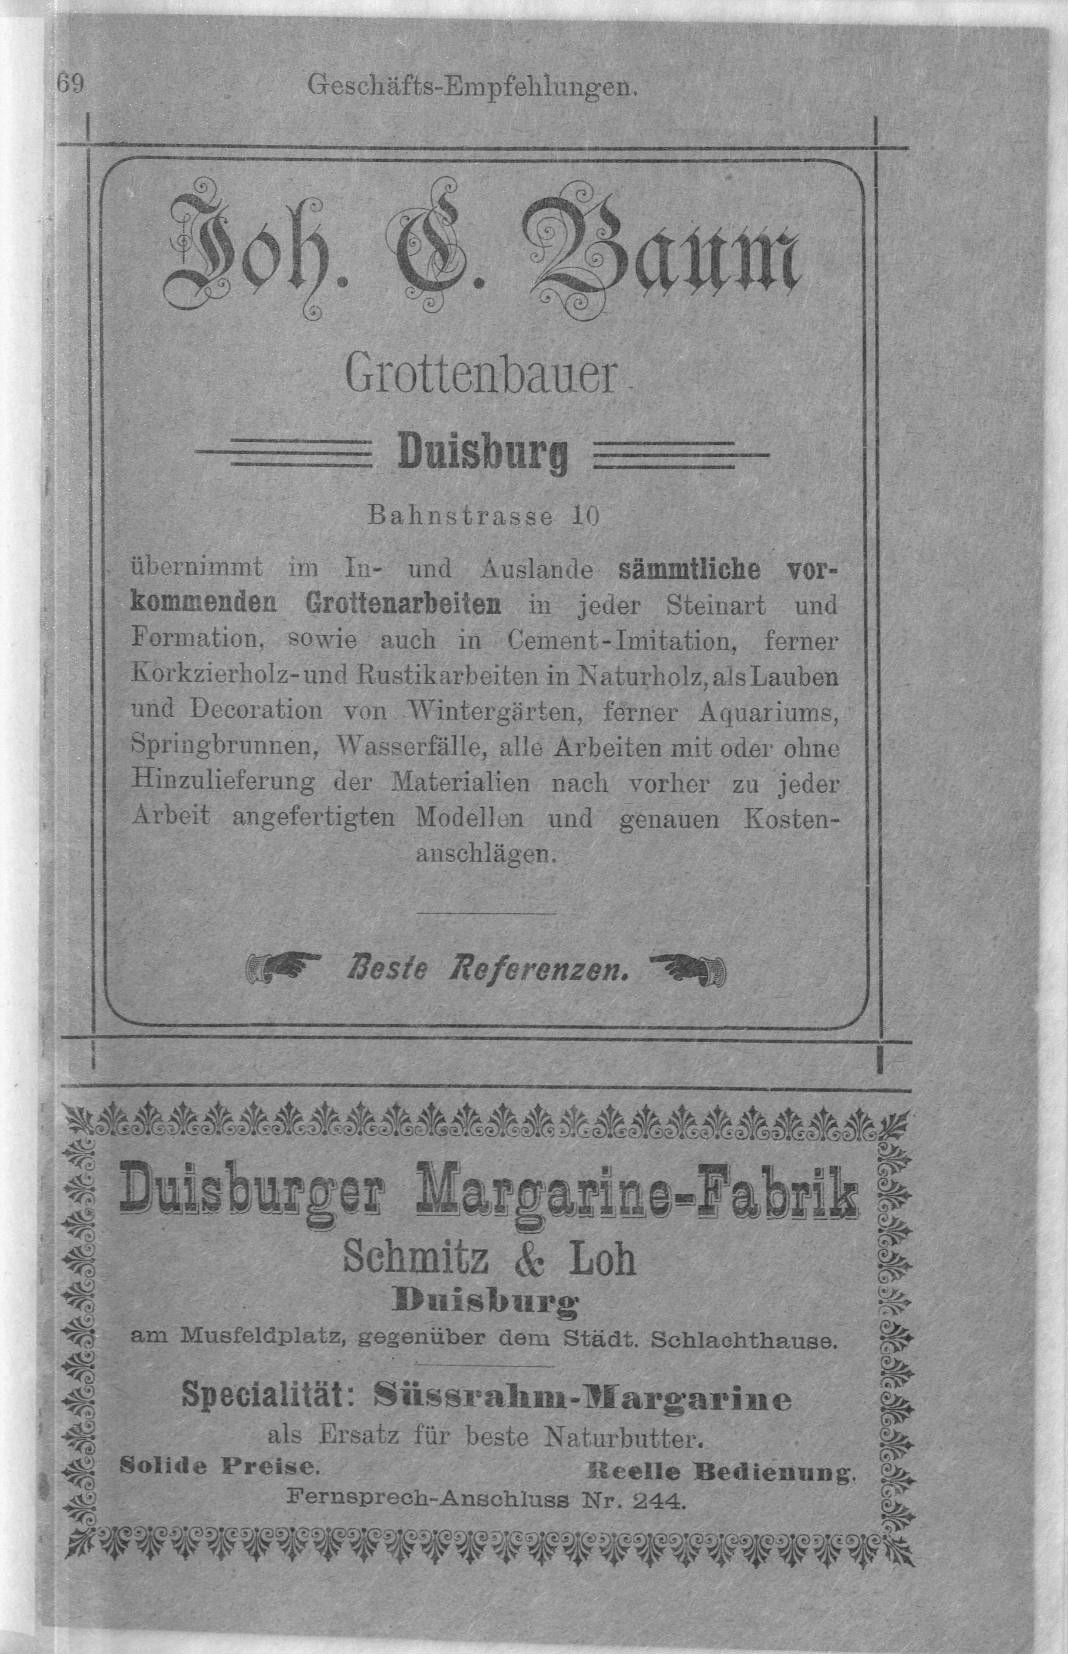 69
Geschäfts-Empfehlungen.
Joh. C. Baum
Grottenbauer
Duisburg
Bahnstrasse 10
übernimmt im In- und Auslande sämmtliche vor-
kommenden Grottenarbeiten in jeder Steinart und
Formation, sowie auch in Cement-Imitation, ferner
Korkzierholz- und Rustikarbeiten in Naturholz, als Lauben
und Decoration von Wintergärten, ferner Aquariums,
Springbrunnen, Wasserfälle, alle Arbeiten mit oder ohne
Hinzulieferung der Materialien nach vorher zu jeder
Arbeit angefertigten Modellen und genauen Kosten-
anschlägen.
Beste Referenzen.
Duisburger Margarine-Fabrik
Schmitz & Loh
Duisburg
am Musfeldplatz, gegenüber dem Städt. Schlachthause.
Specialität: Süssrahm-Margarine
als Ersatz für beste Naturbutter.
Solide Preise. Reelle Bedienung.
Fernsprech-Anschluss Nr. 244.